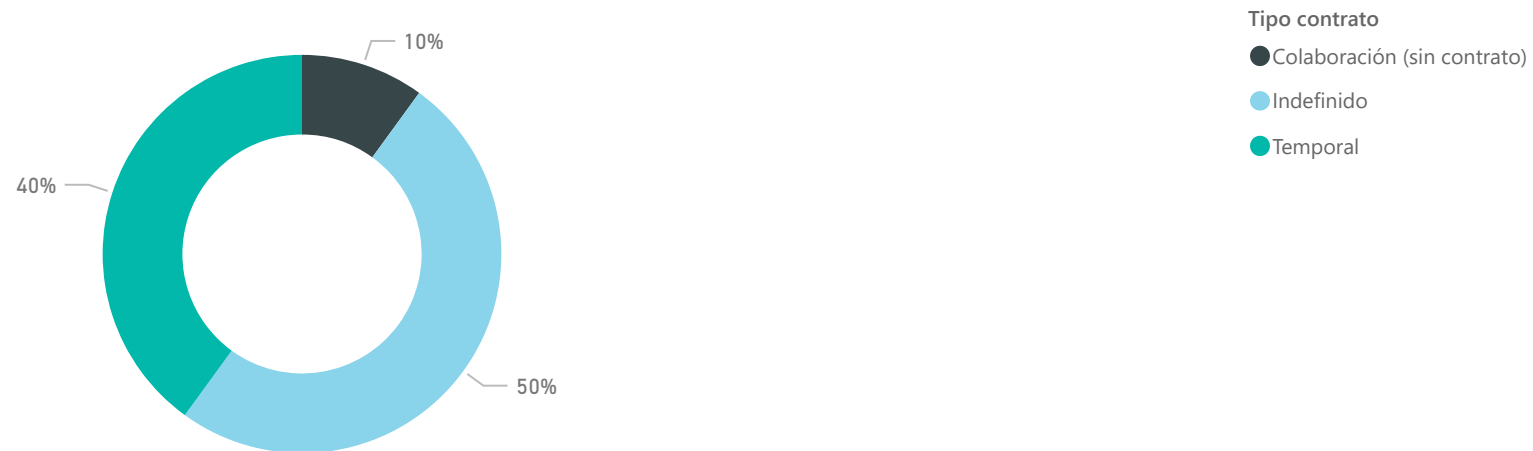 Tipo contrato
Colaboración (sin contrato)
Indefinido
Temporal
10%
40%
50%